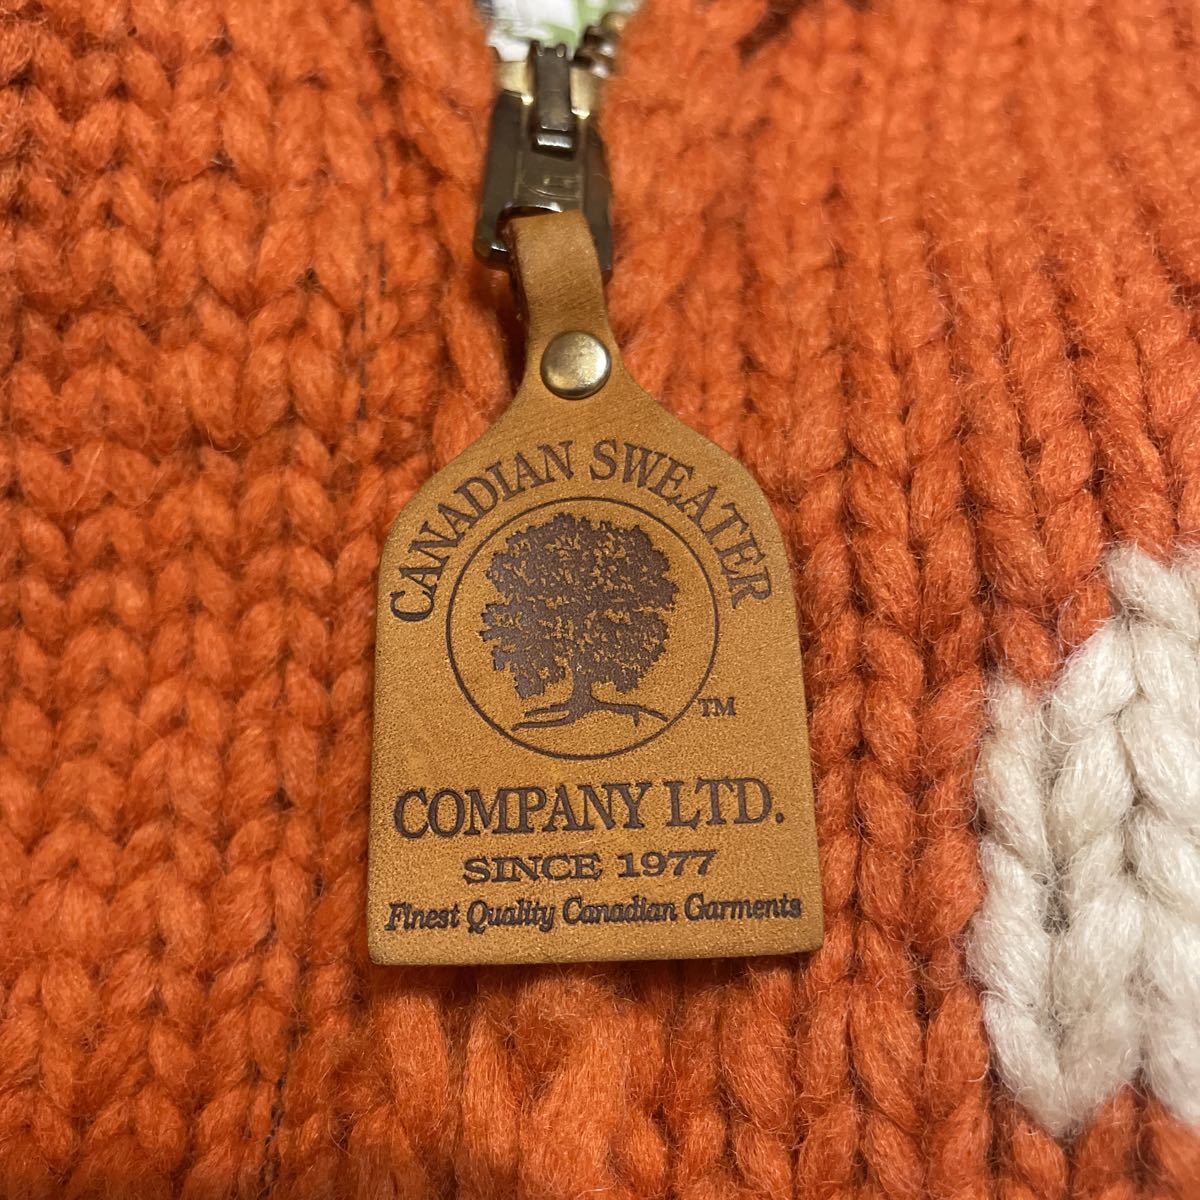 CANADIAN SWEATER
TM
COMPANY LTD.
SINCE 1977
Finest Quality Canadian Garments